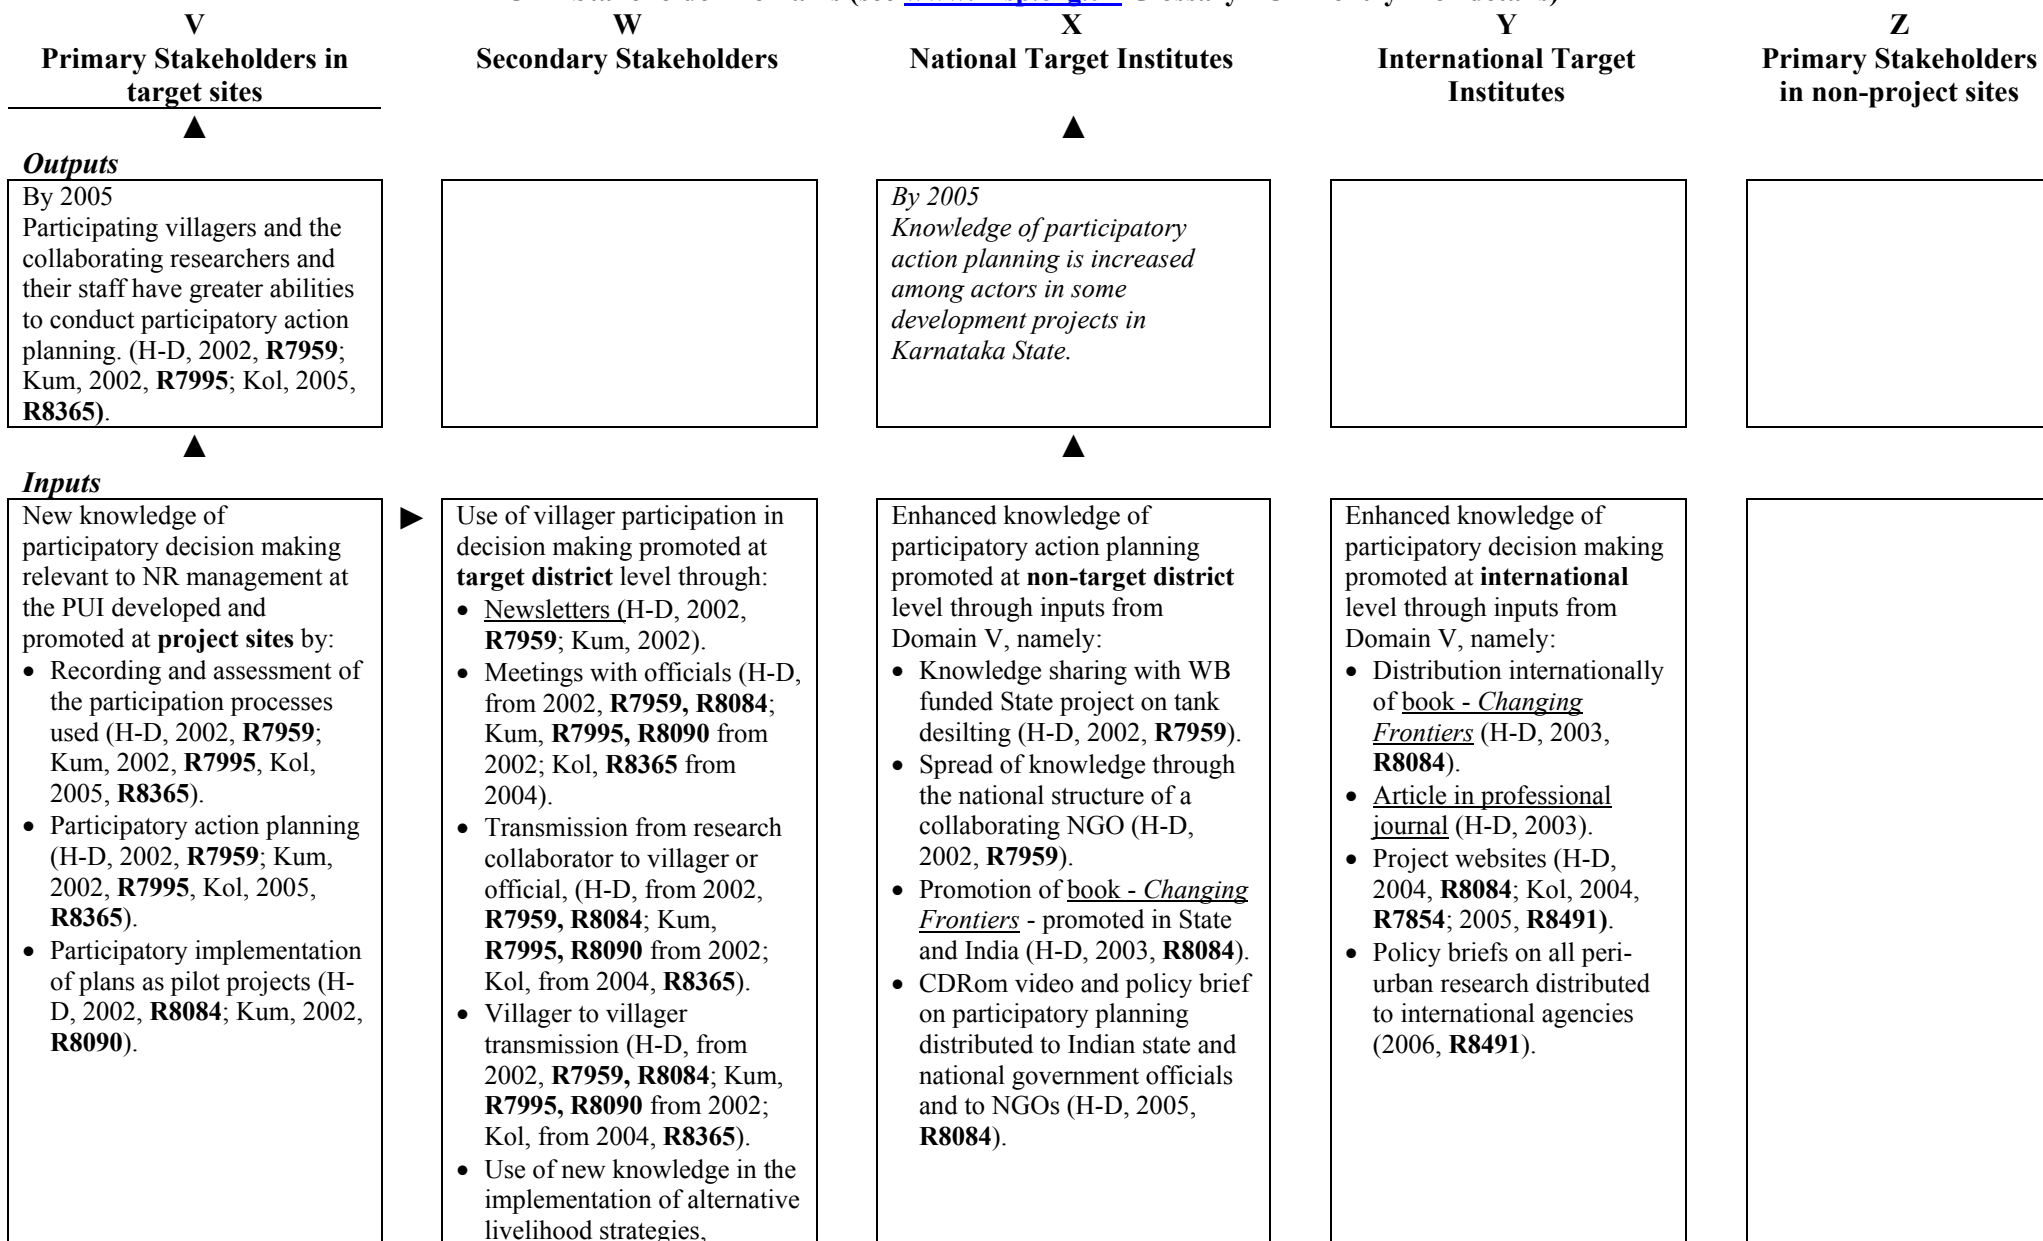 V
Primary Stakeholders in
target sites
W
Secondary Stakeholders
X
National Target Institutes
Y
International Target
Institutes
Z
Primary Stakeholders
in non-project sites
▲
▲
Outputs
By 2005
Participating villagers and the
collaborating researchers and
their staff have greater abilities
to conduct participatory action
planning. (H-D, 2002, R7959;
Kum, 2002, R7995; Kol, 2005,
R8365).
By 2005
Knowledge of participatory
action planning is increased
among actors in some
development projects in
Karnataka State.
▲
▲
Inputs
New knowledge of
participatory decision making
relevant to NR management at
the PUI developed and
promoted at project sites by:
• Recording and assessment of
the participation processes
used (H-D, 2002, R7959;
Kum, 2002, R7995, Kol,
2005, R8365).
• Participatory action planning
(H-D, 2002, R7959; Kum,
2002, R7995, Kol, 2005,
R8365).
• Participatory implementation
of plans as pilot projects (H-
D, 2002, R8084; Kum, 2002,
R8090).
►
Use of villager participation in
decision making promoted at
target district level through:
• Newsletters (H-D, 2002,
R7959; Kum, 2002).
• Meetings with officials (H-D,
from 2002, R7959, R8084;
Kum, R7995, R8090 from
2002; Kol, R8365 from
2004).
• Transmission from research
collaborator to villager or
official, (H-D, from 2002,
R7959, R8084; Kum,
R7995, R8090 from 2002;
Kol, from 2004, R8365).
• Villager to villager
transmission (H-D, from
2002, R7959, R8084; Kum,
R7995, R8090 from 2002;
Kol, from 2004, R8365).
• Use of new knowledge in the
implementation of alternative
livelihood strategies,
Enhanced knowledge of
participatory action planning
promoted at non-target district
level through inputs from
Domain V, namely:
• Knowledge sharing with WB
funded State project on tank
desilting (H-D, 2002, R7959).
• Spread of knowledge through
the national structure of a
collaborating NGO (H-D,
2002, R7959).
• Promotion of book - Changing
Frontiers - promoted in State
and India (H-D, 2003, R8084).
• CDRom video and policy brief
on participatory planning
distributed to Indian state and
national government officials
and to NGOs (H-D, 2005,
R8084).
Enhanced knowledge of
participatory decision making
promoted at international
level through inputs from
Domain V, namely:
• Distribution internationally
of book - Changing
Frontiers (H-D, 2003,
R8084).
• Article in professional
journal (H-D, 2003).
• Project websites (H-D,
2004, R8084; Kol, 2004,
R7854; 2005, R8491).
• Policy briefs on all peri-
urban research distributed
to international agencies
(2006, R8491).